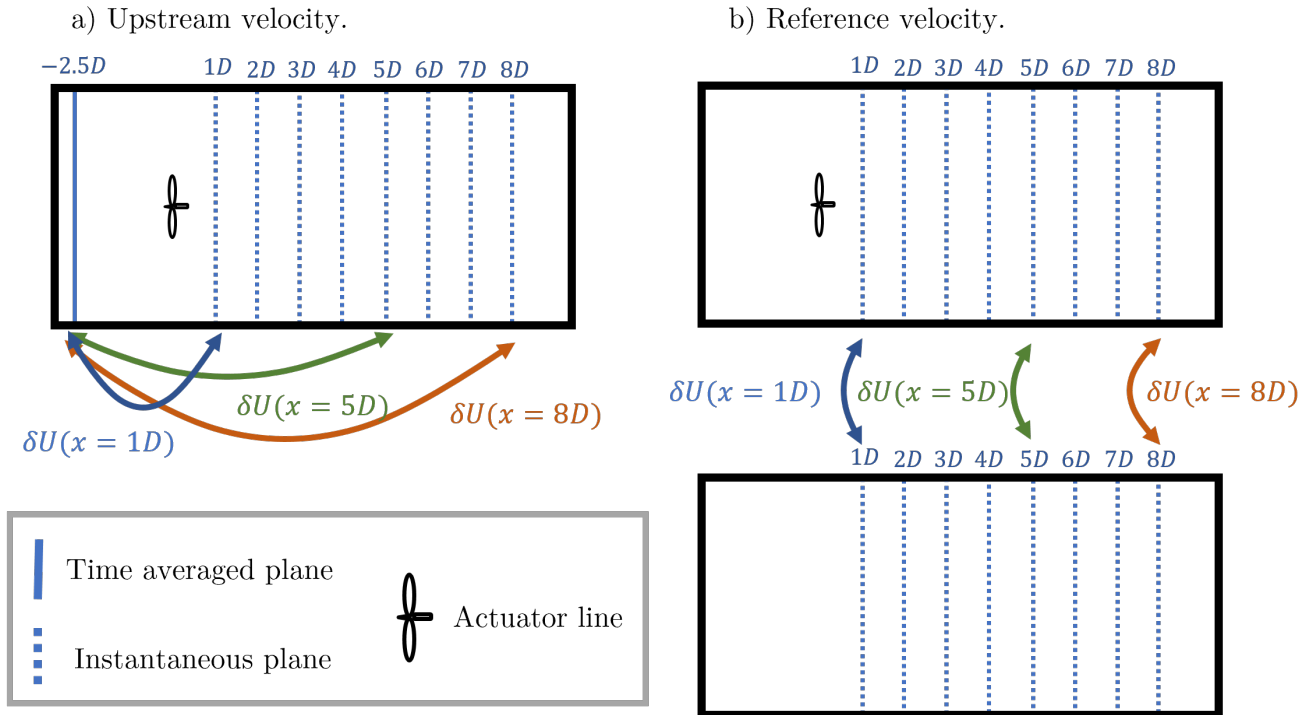 a) Upstream velocity.
−2.5D 1D 2D 3D 4D 5D 6D 7D 8D
δU(x = 5D)
δU(x = 8D)
δU(x = 1D)
Time averaged plane
Actuator line
Instantaneous plane
b) Reference velocity.
1D 2D 3D 4D 5D 6D 7D 8D
δU(x = 1D) δU(x = 5D) δU(x = 8D)
1D 2D 3D 4D 5D 6D 7D 8D